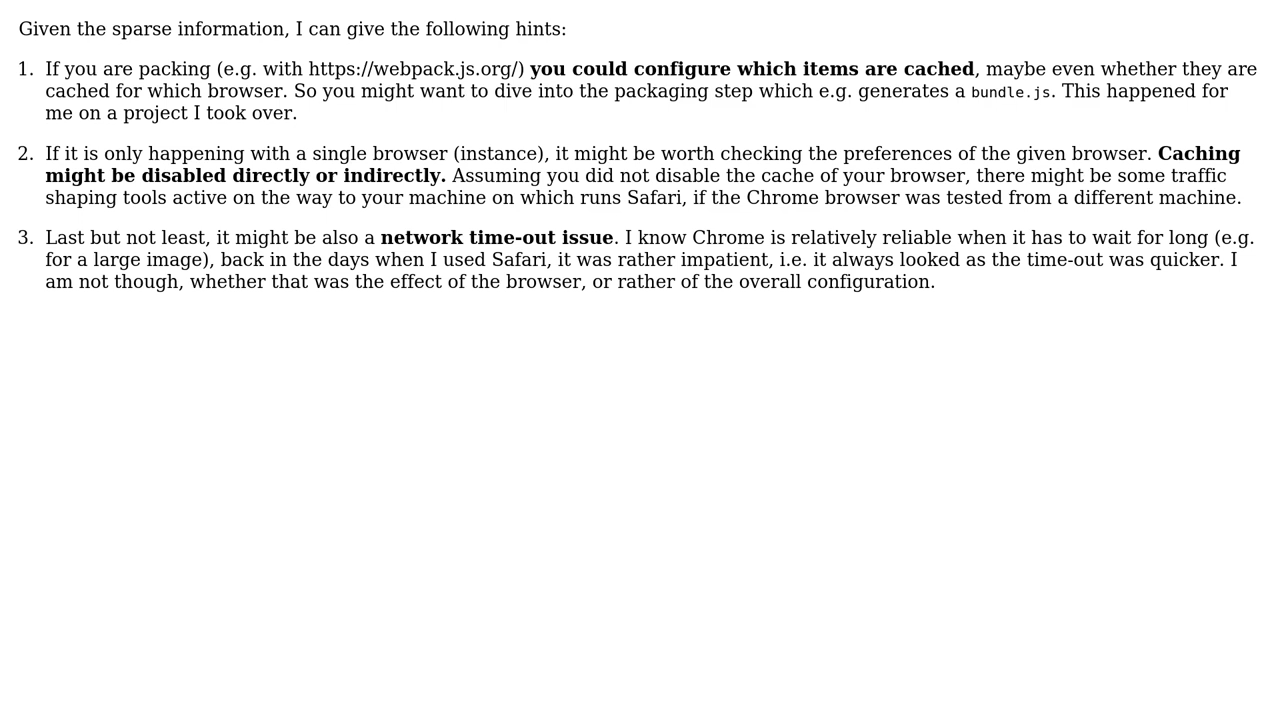 Given the sparse information, I can give the following hints:
1. If you are packing (e.g. with https://webpack.js.org/) you could configure which items are cached, maybe even whether they are
cached for which browser. So you might want to dive into the packaging step which e.g. generates a bundle.js. This happened for
me on a project I took over.
2. If it is only happening with a single browser (instance), it might be worth checking the preferences of the given browser. Caching
might be disabled directly or indirectly. Assuming you did not disable the cache of your browser, there might be some traffic
shaping tools active on the way to your machine on which runs Safari, if the Chrome browser was tested from a different machine.
3. Last but not least, it might be also a network time-out issue. I know Chrome is relatively reliable when it has to wait for long (e.g.
for a large image), back in the days when I used Safari, it was rather impatient, i.e. it always looked as the time-out was quicker. I
am not though, whether that was the effect of the browser, or rather of the overall configuration.